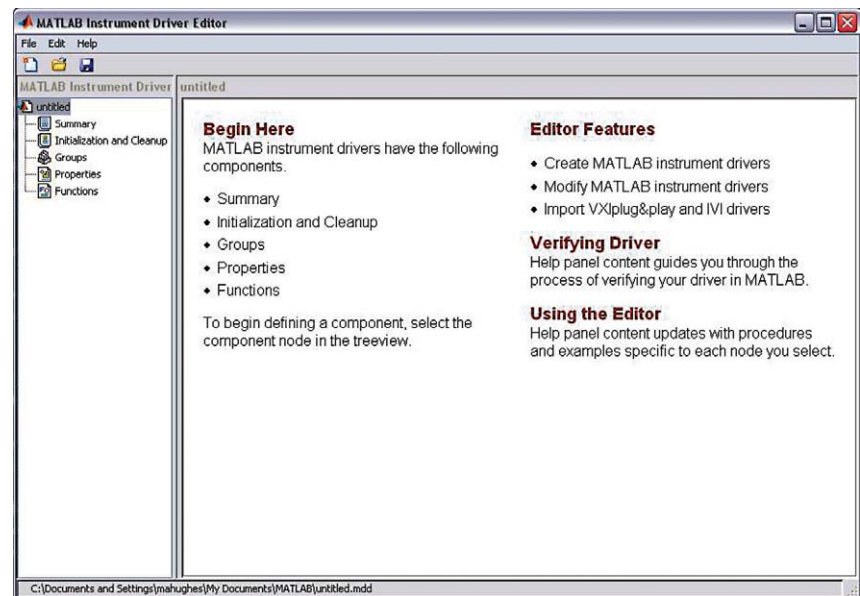 MATLAB Instrument Driver Editor
File Edit Help
MATLAB Instrument Driver
untitled
untitled
Summary
Initialization and Cleanup
Groups
Properties
Functions
Begin Here
MATLAB instrument drivers have the following
components.
• Summary
• Initialization and Cleanup
• Groups
• Properties
• Functions
To begin defining a component, select the
component node in the treeview.
Editor Features
• Create MATLAB instrument drivers
• Modify MATLAB instrument drivers
• Import VXIplug&play and IVI drivers
Verifying Driver
Help panel content guides you through the
process of verifying your driver in MATLAB.
Using the Editor
Help panel content updates with procedures
and examples specific to each node you select.
C:\Documents and Settings\mahughes\My Documents\MATLAB\untitled.mdd